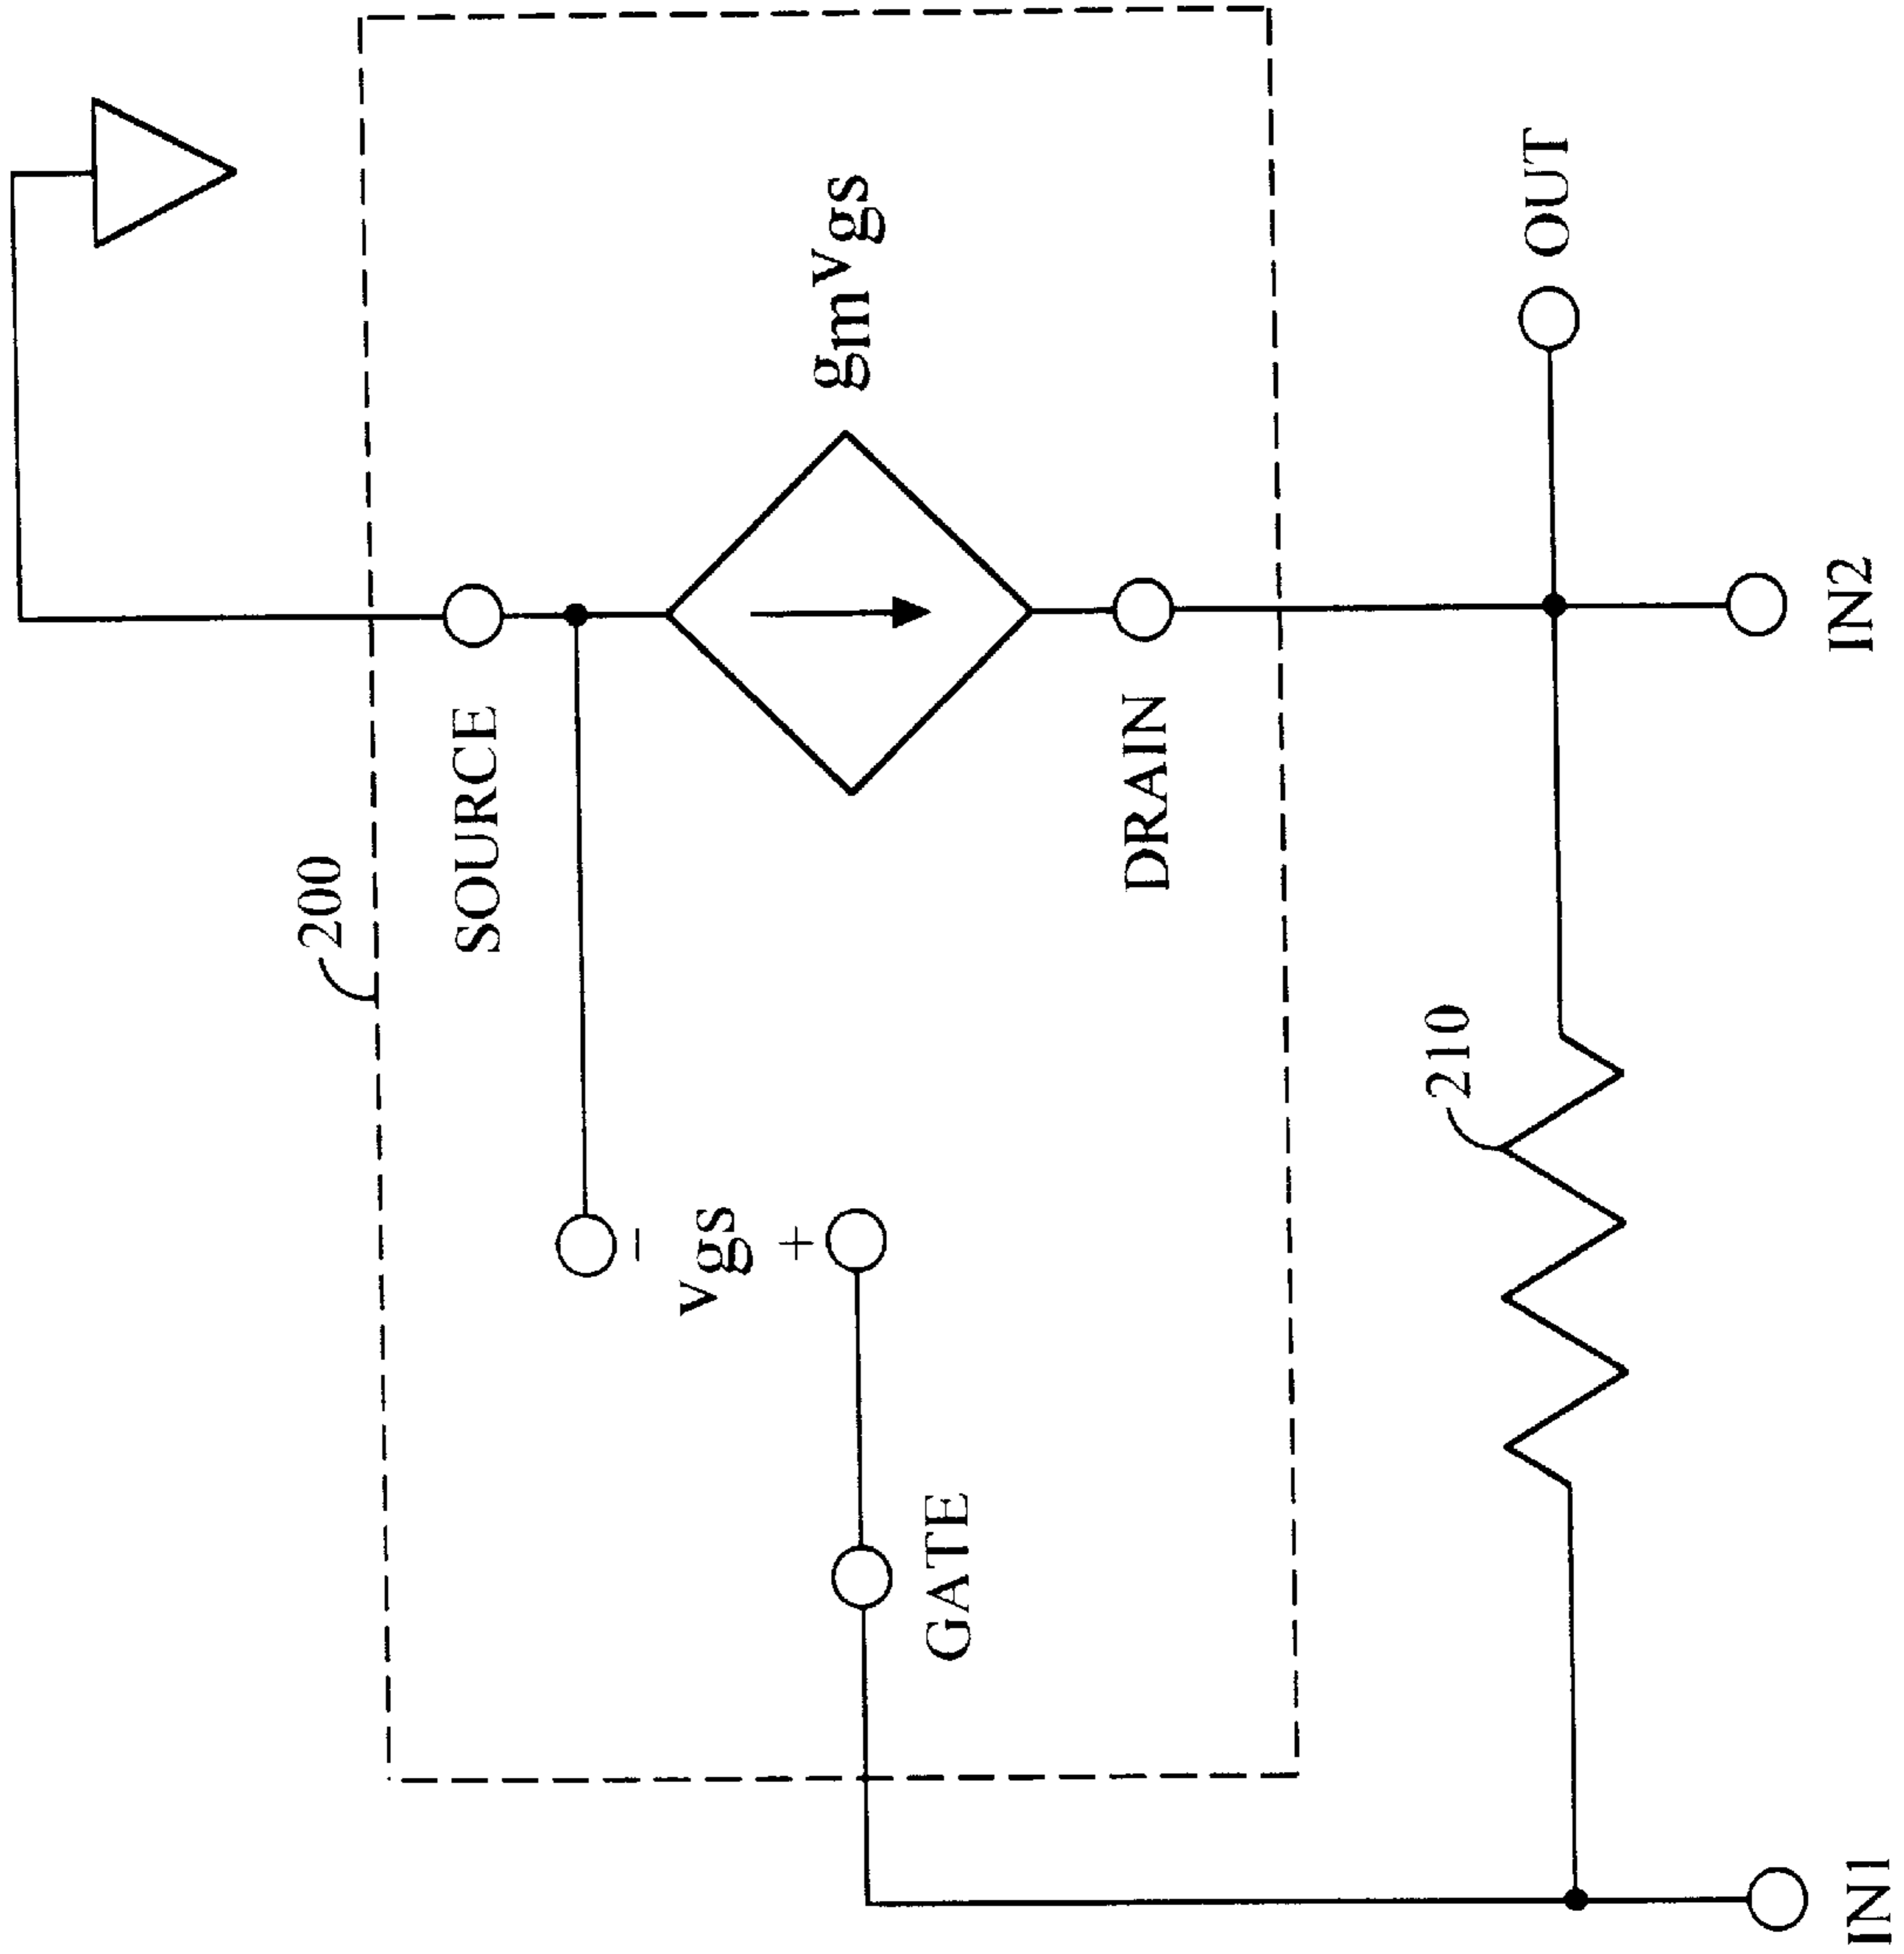 200
SOURCE
gmVgs
-
vgs
+
GATE
DRAIN
210
OUT
IN1
IN2